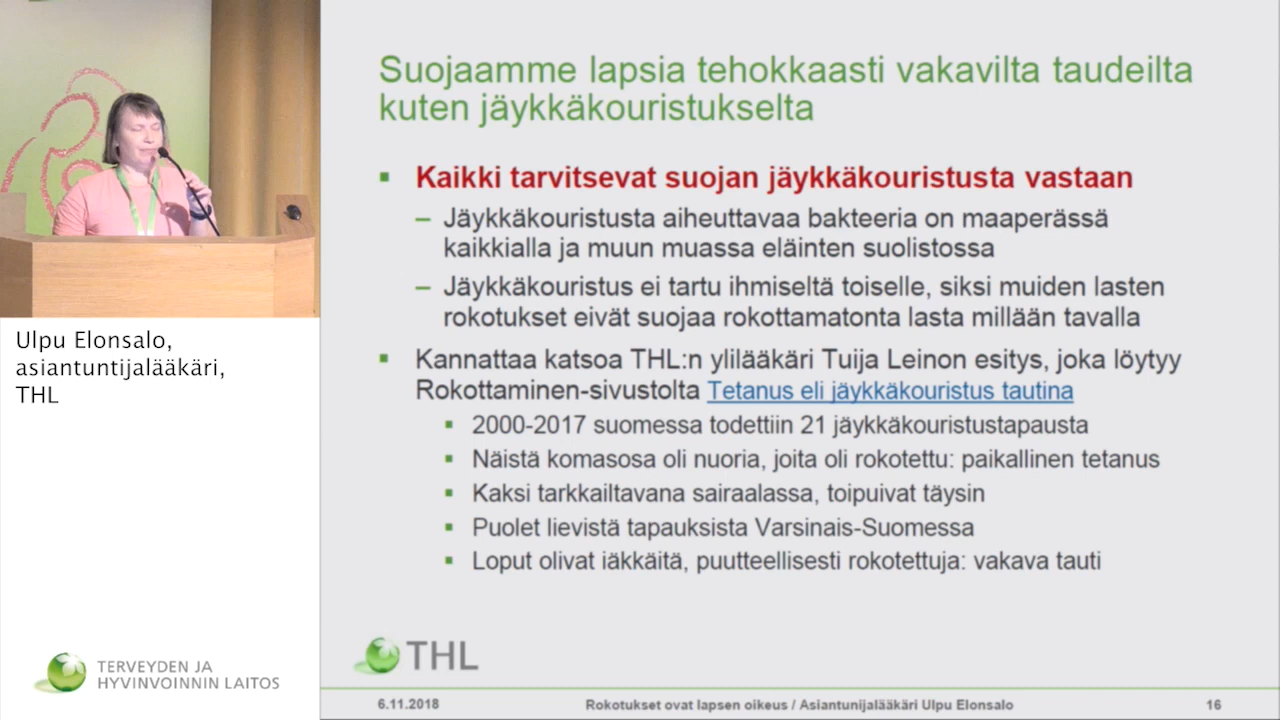 Suojaamme lapsia tehokkaasti vakavilta taudeilta
kuten jäykkäkouristukselta
Kaikki tarvitsevat suojan jäykkäkouristusta vastaan
– Jäykkäkouristusta aiheuttavaa bakteeria on maaperässä
kaikkialla ja muun muassa eläinten suolistossa
– Jäykkäkouristus ei tartu ihmiseltä toiselle, siksi muiden lasten
rokotukset eivät suojaa rokottamatonta lasta millään tavalla
Kannattaa katsoa THL:n ylilääkäri Tuija Leinon esitys, joka löytyy
Rokottaminen-sivustolta Tetanus eli jäykkäkouristus tautina
2000-2017 suomessa todettiin 21 jäykkäkouristustapausta
Näistä komasosa oli nuoria, joita oli rokotettu: paikallinen tetanus
Kaksi tarkkailtavana sairaalassa, toipuivat täysin
Puolet lievistä tapauksista Varsinais-Suomessa
Loput olivat iäkkäitä, puutteellisesti rokotettuja: vakava tauti
THL
6.11.2018 Rokotukset ovat lapsen oikeus / Asiantunijalääkäri Ulpu Elonsalo 16
Ulpu Elonsalo,
asiantuntijalääkäri,
THL
TERVEYDEN JA
HYVINVOINNIN LAITOS